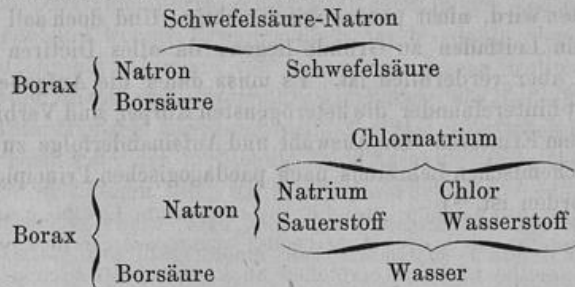 Schwefelsäure-Natron
Natron Schwefelsäure
Borax
Borsäure
Chlornatrium
Natrium Chlor
Natron
Sauerstoff Wasserstoff
Borax
Borsäure Wasser